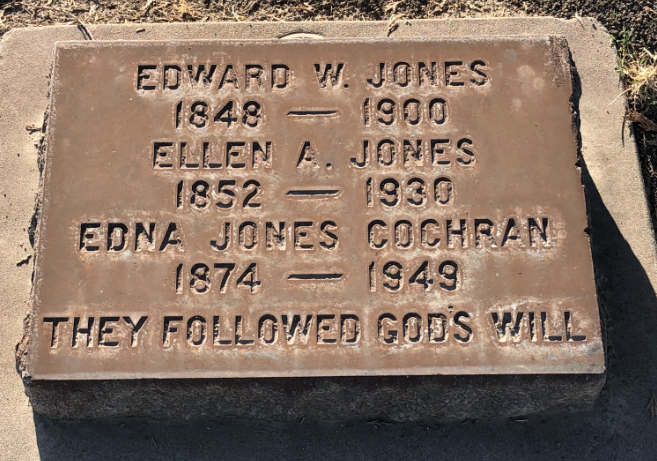 EDWARD W. JONES
1848 — 1900
ELLEN A. JONES
1852 — 1930
EDNA JONES COCHRAN
1874 — 1949
THEY FOLLOWED GOD'S WILL